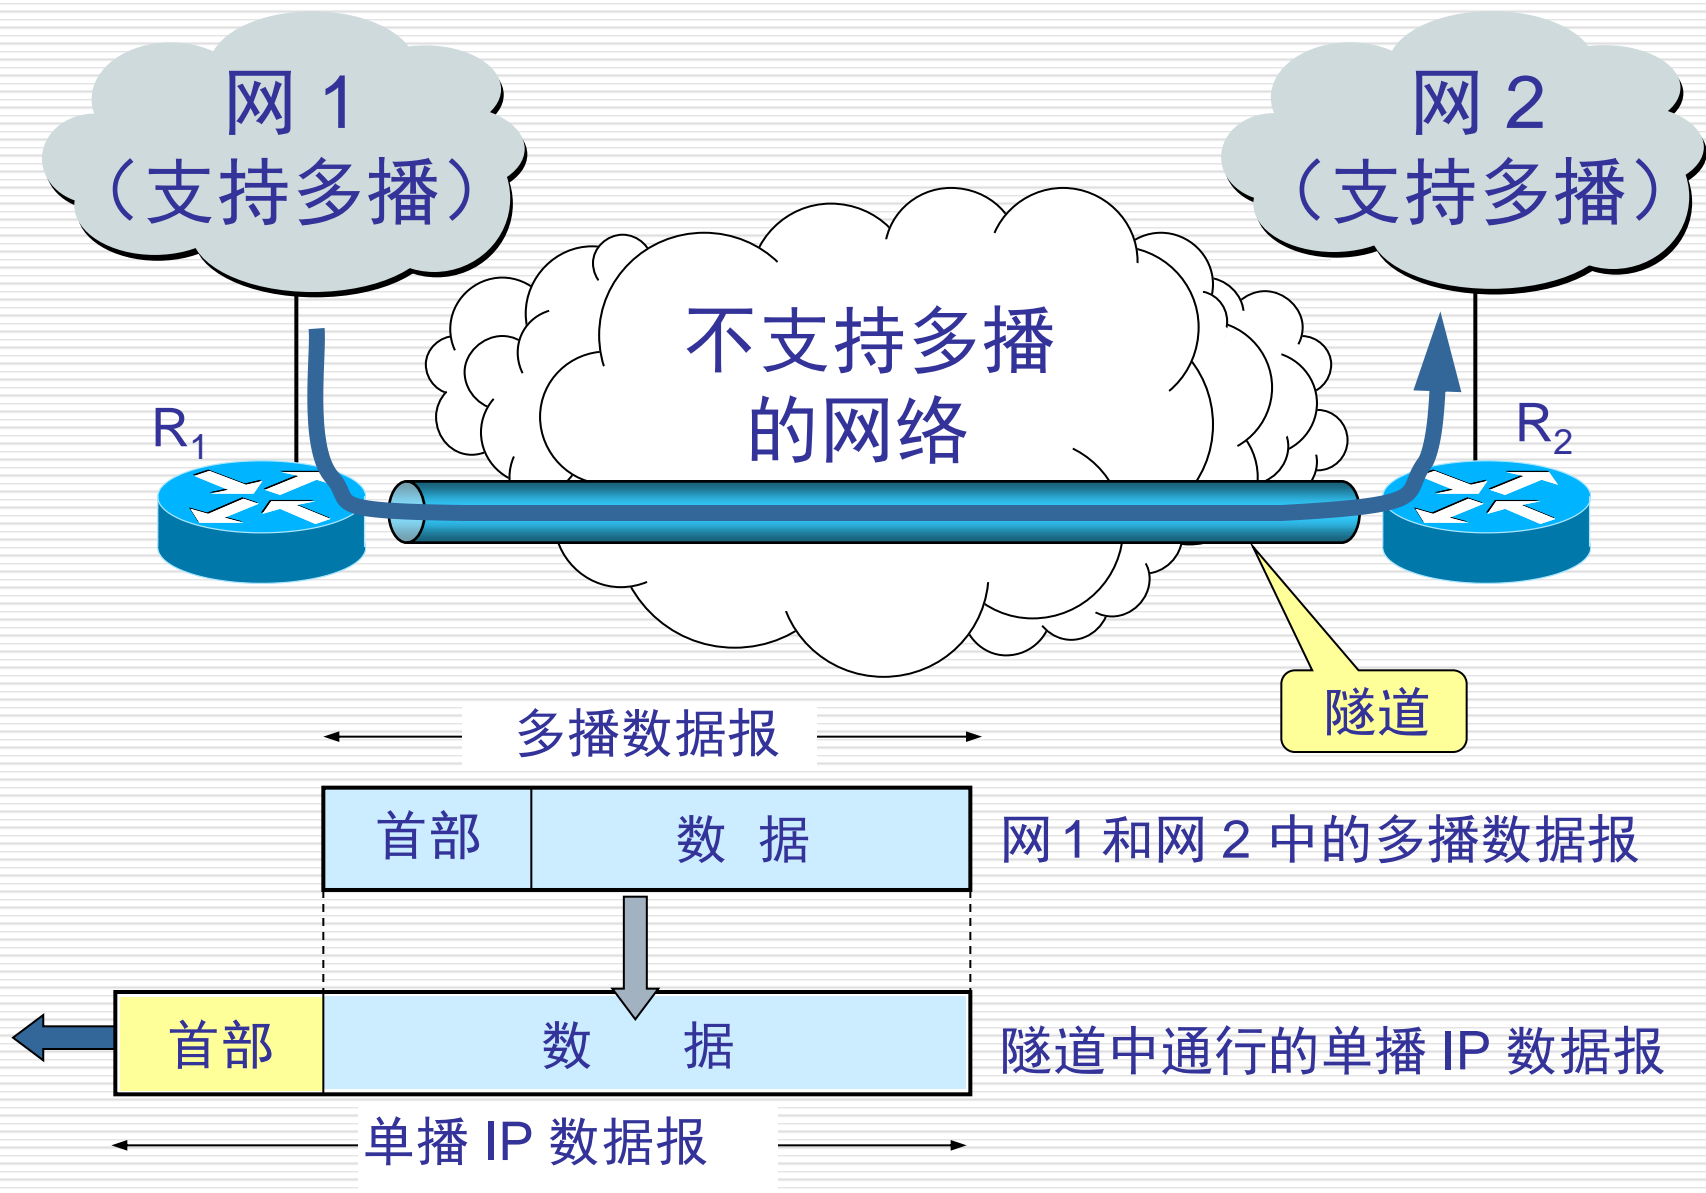 网 1
（支持多播）
网 2
（支持多播）
不支持多播
的网络
R1
R2
隧道
多播数据报
首部
数 据
网 1 和网 2 中的多播数据报
首部
数 据
隧道中通行的单播 IP 数据报
单播 IP 数据报